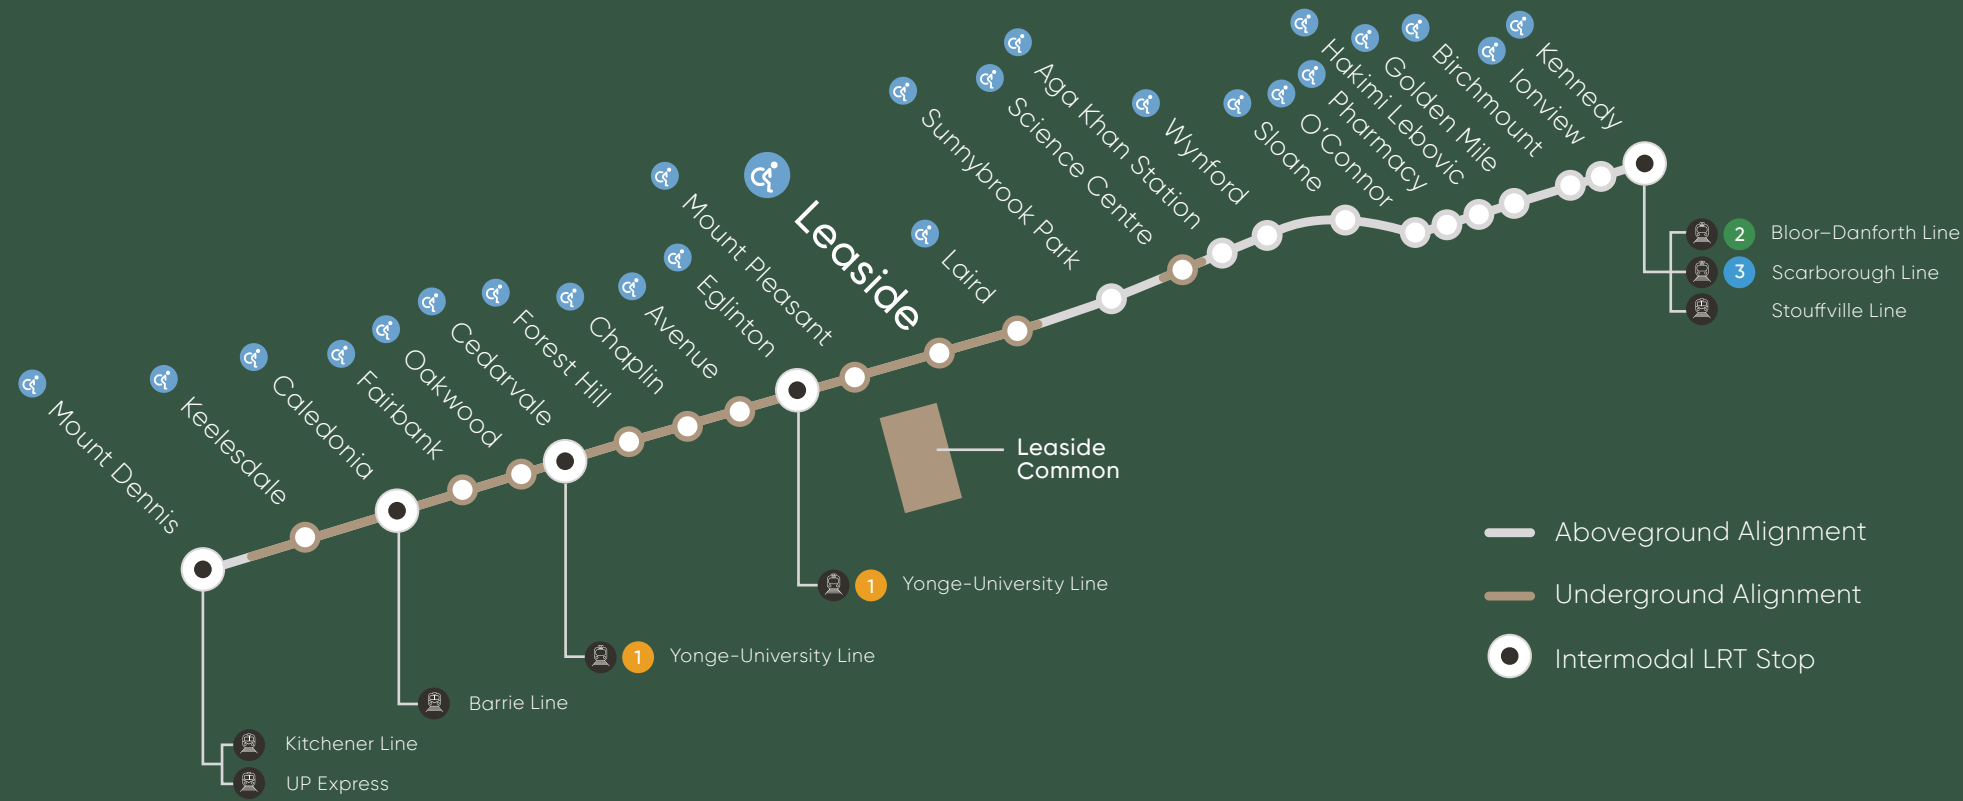 Mount Dennis
Keelesdale
Caledonia
Fairbank
Oakwood
Cedarvale
Forest Hill
Chaplin
Avenue
Eglinton
Mount Pleasant
Leaside
Laird
Sunnybrook Park
Science Centre
Aga Khan Station
Wynford
Sloane
O'Connor
Pharmacy
Hakimi Lebovic
Golden Mile
Birchmount
Ionview
Kennedy
2 Bloor–Danforth Line
3 Scarborough Line
Stouffville Line
Leaside
Common
1 Yonge-University Line
1 Yonge-University Line
Barrie Line
Kitchener Line
UP Express
Aboveground Alignment
Underground Alignment
Intermodal LRT Stop